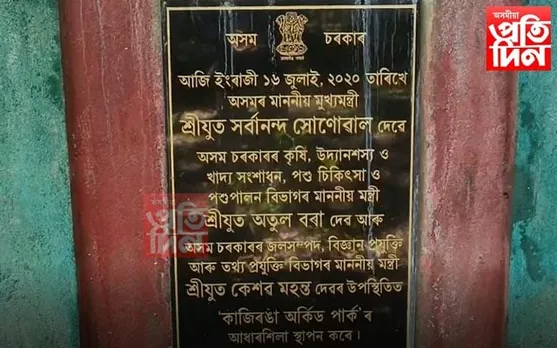 অসম চৰকাৰ
আজি ইংৰাজী ১৬ জুলাই, ২০২০ তাৰিখে
অসমৰ মাননীয় মুখ্যমন্ত্ৰী
শ্ৰীযুত সৰ্বানন্দ সোণোৱাল দেৱে
অসম চৰকাৰৰ কৃষি, উদ্যানশস্য ও
খাদ্য সংশাধন, পশু চিকিৎসা ও
পশুপালন বিভাগৰ মাননীয় মন্ত্ৰী
শ্ৰীযুত অতুল বৰা দেব আৰু
অসম চৰকাৰৰ জলসম্পদ, বিজ্ঞান প্ৰযুক্তি
আৰু তথ্য প্ৰযুক্তি বিভাগৰ মাননীয় মন্ত্ৰী
শ্ৰীযুত কেশৱ মহন্ত দেৱৰ উপস্থিতিত
'কাজিৰঙা অৰ্কিড পাৰ্ক' ৰ
আধাৰশিলা স্থাপন কৰে।
অসমীয়া
প্ৰতিদিন
অসমীয়া
প্ৰতিদিন